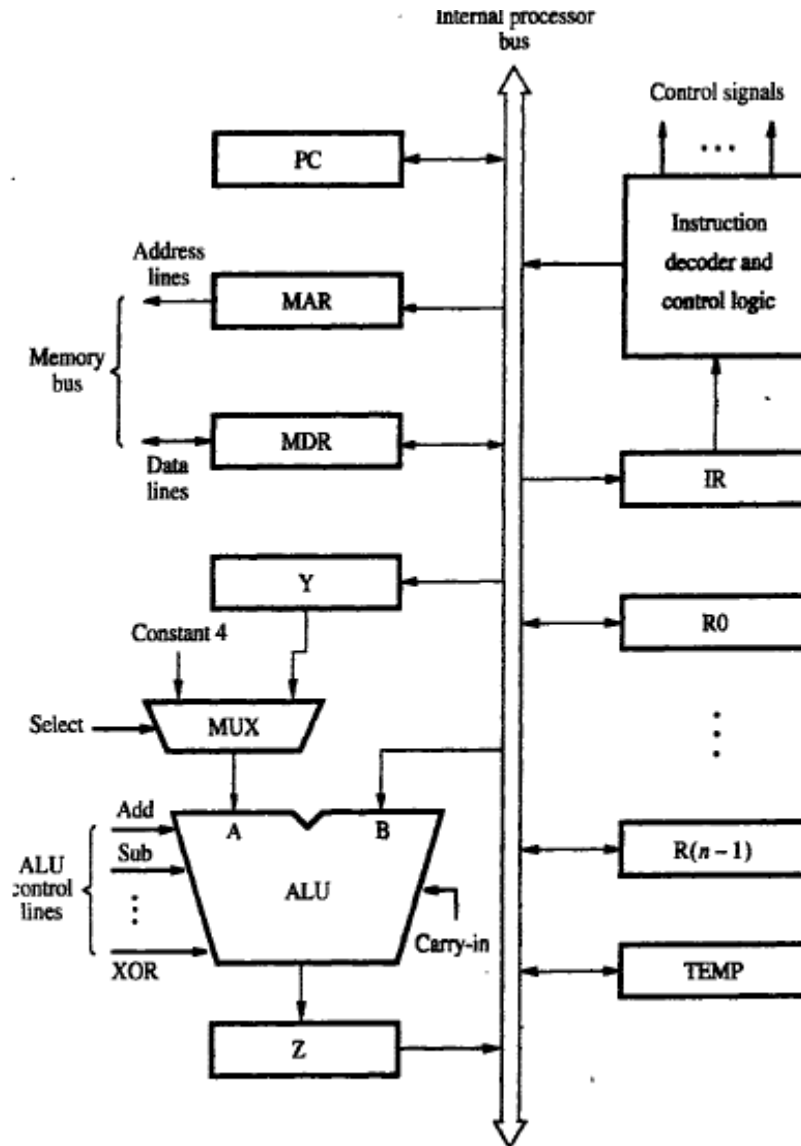 Internal processor
bus
Control signals
...
PC
Instruction
decoder and
control logic
Address
lines
MAR
Memory
bus
MDR
Data
lines
IR
Y
Constant 4
R0
Select
MUX
Add
A
B
R(n − 1)
Sub
ALU
control
lines
ALU
Carry-in
XOR
TEMP
Z